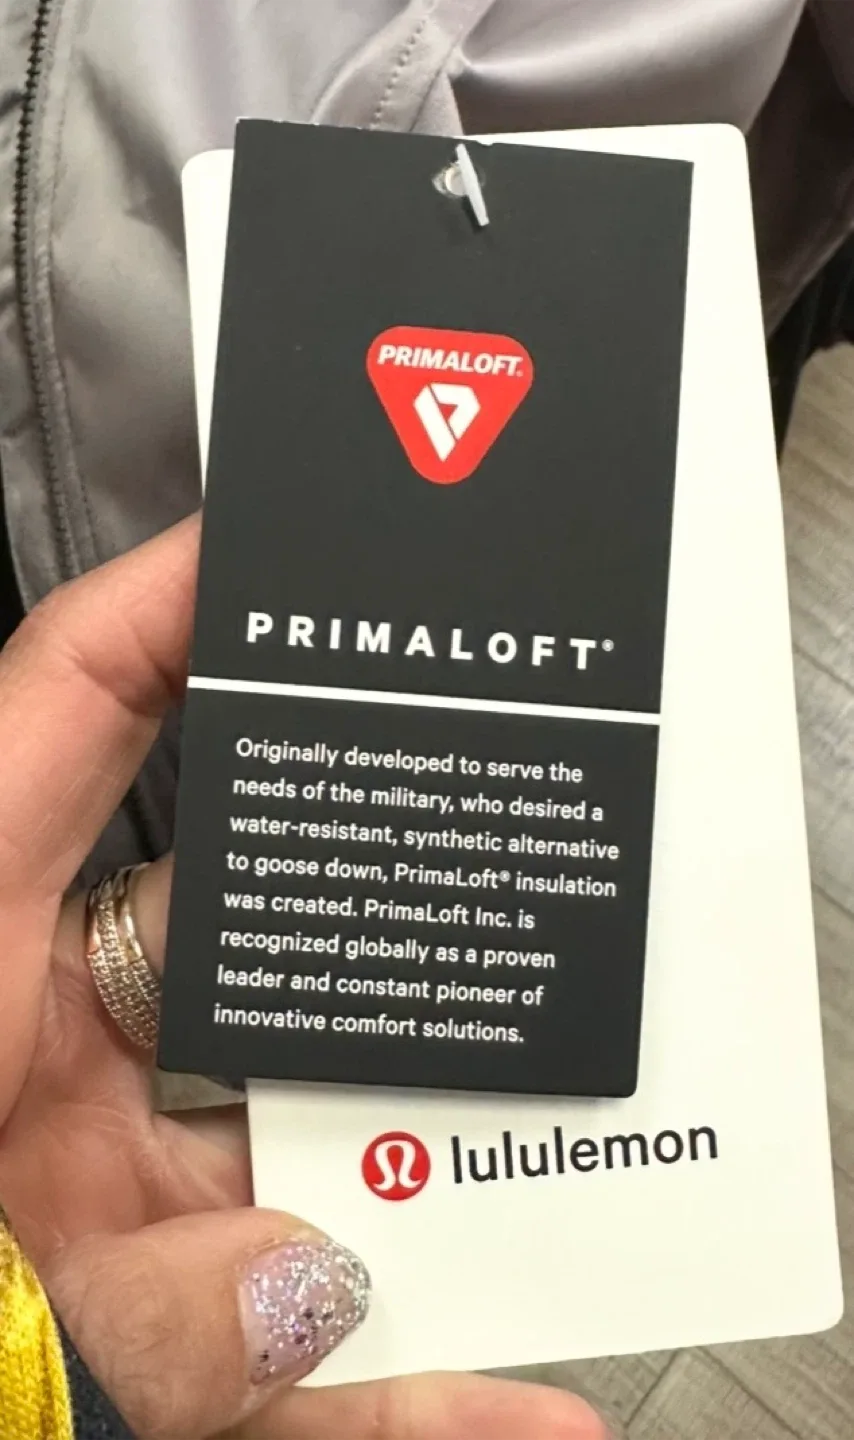 PRIMALOFT®
PRIMALOFT®
Originally developed to serve the
needs of the military, who desired a
water-resistant, synthetic alternative
to goose down, PrimaLoft® insulation
was created. PrimaLoft Inc. is
recognized globally as a proven
leader and constant pioneer of
innovative comfort solutions.
lululemon